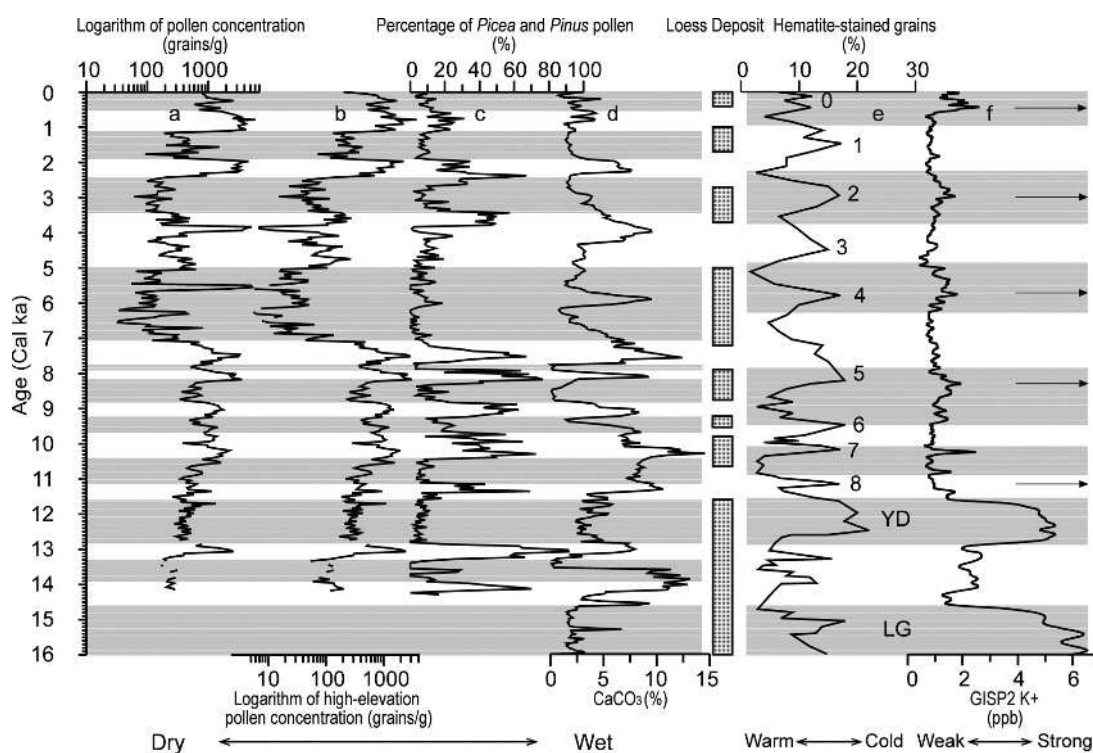 Logarithm of pollen concentration
(grains/g)
Percentage of Picea and Pinus pollen
(%)
Loess Deposit
Hematite-stained grains
(%)
10 100 1000
0 20 40 60 80 100
0 10 20 30
Age (Cal ka)
0
1
2
3
4
5
6
7
8
9
10
11
12
13
14
15
16
a b c d e f
0
1
2
3
4
5
6
7
8
YD
LG
10 100 1000
Logarithm of high-elevation
pollen concentration (grains/g)
0 5 10 15
CaCO3(%)
0 2 4 6
GISP2 K+
(ppb)
Dry Wet
Warm Cold Weak Strong